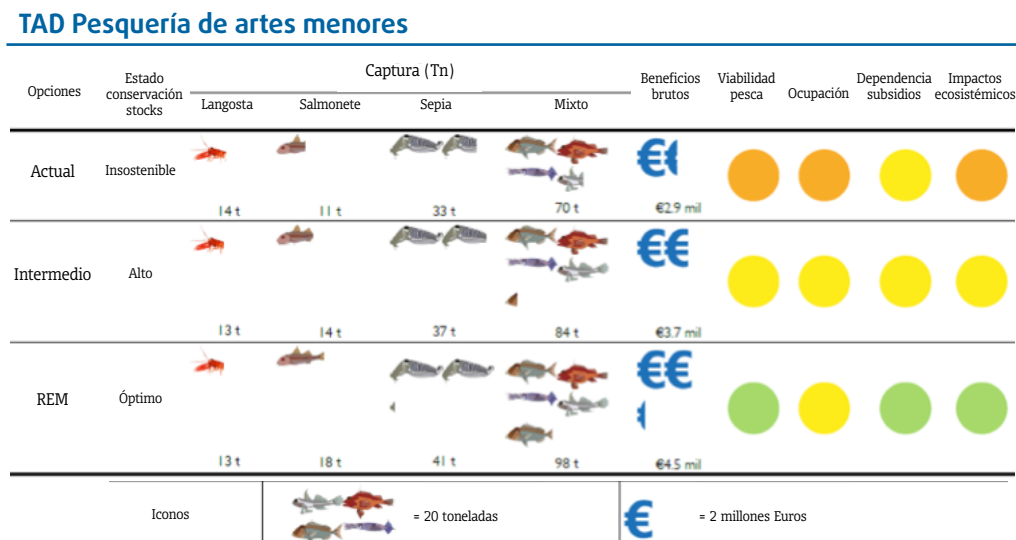 TAD Pesquería de artes menores
Opciones
Estado
conservación
stocks
Captura (Tn)
Langosta
Salmonete
Sepia
Mixto
Beneficios
brutos
Viabilidad
pesca
Ocupación
Dependencia
subsidios
Impactos
ecosistémicos
Actual
Insostenible
14 t
11 t
33 t
70 t
€2.9 mil
Intermedio
Alto
13 t
14 t
37 t
84 t
€3.7 mil
REM
Óptimo
13 t
18 t
41 t
98 t
€4.5 mil
Iconos
= 20 toneladas
€
= 2 millones Euros